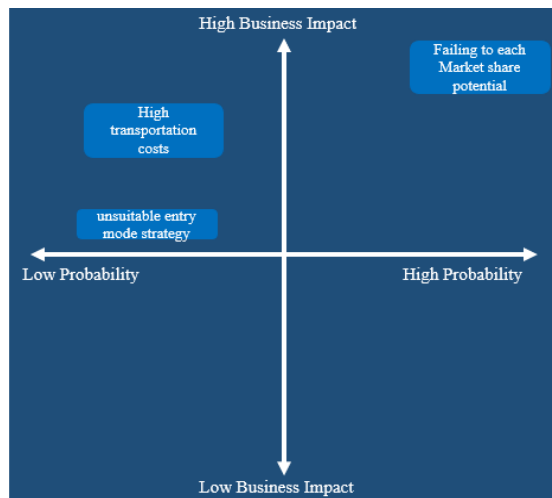 High Business Impact
Failing to each
Market share
potential
High
transportation
costs
unsuitable entry
mode strategy
Low Probability
High Probability
Low Business Impact